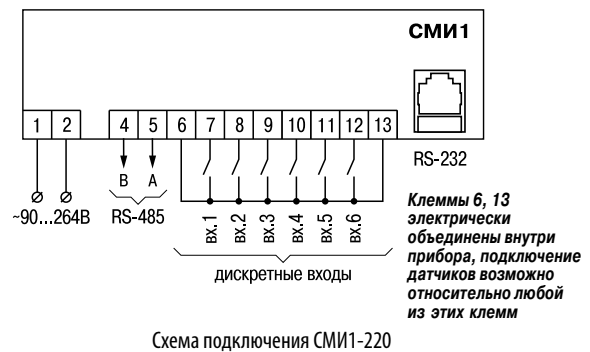 СМИ1
1 2 4 5 6 7 8 9 10 11 12 13
RS-232
B A
~90...264В RS-485
вх.1 вх.2 вх.3 вх.4 вх.5 вх.6
дискретные входы
Клеммы 6, 13
электрически
объединены внутри
прибора, подключение
датчиков возможно
относительно любой
из этих клемм
Схема подключения СМИ1-220